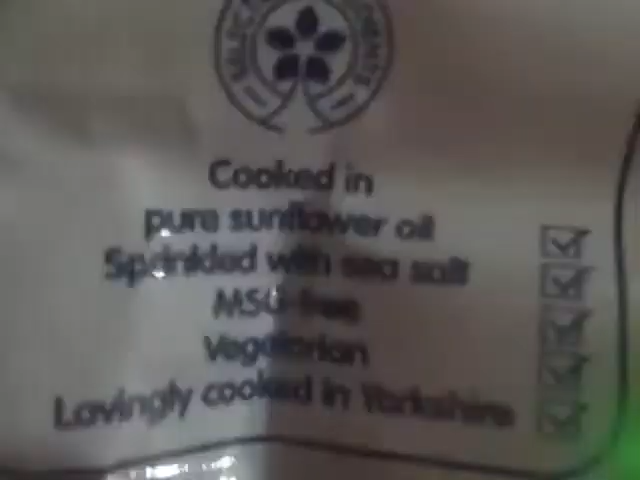 Cooked in
pure sunflower oil
Sprinkled with sea salt
MSG free
Vegetarian
Lovingly cooked in Yorkshire